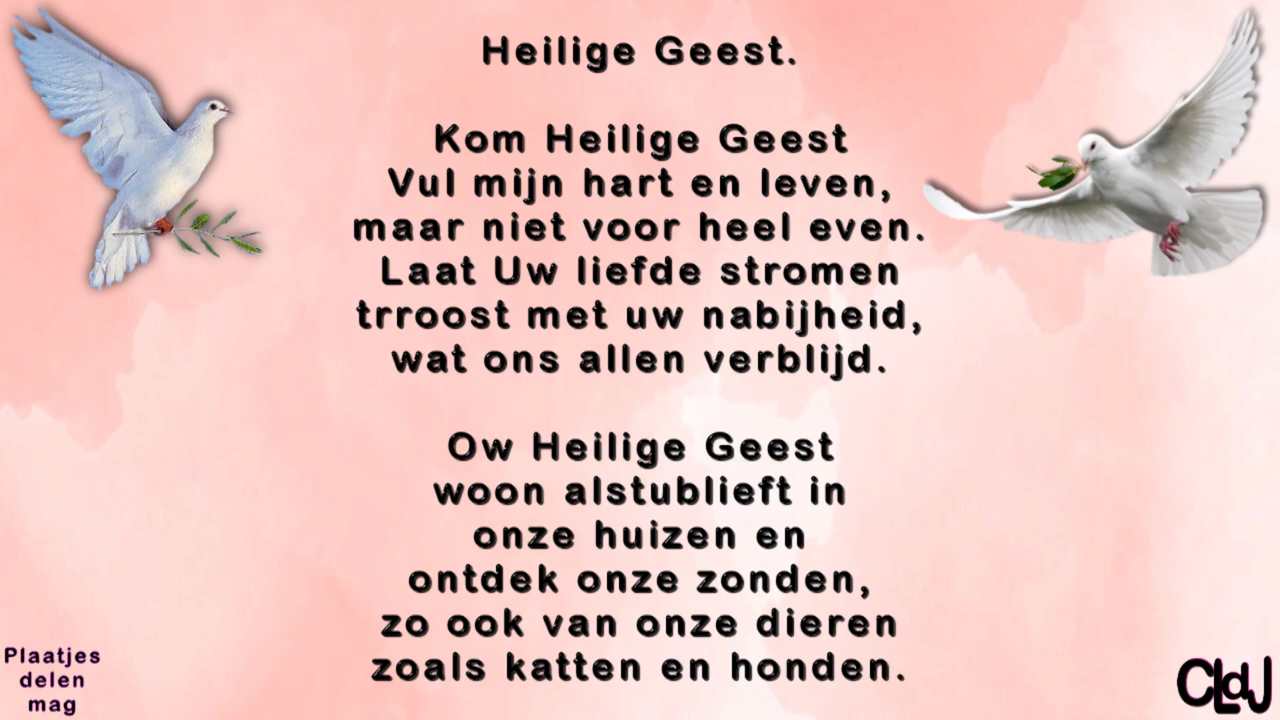 Heilige Geest.
Kom Heilige Geest
Vul mijn hart en leven,
maar niet voor heel even.
Laat Uw liefde stromen
trroost met uw nabijheid,
wat ons allen verblijd.
Ow Heilige Geest
woon alstublieft in
onze huizen en
ontdek onze zonden,
zo ook van onze dieren
zoals katten en honden.
Plaatjes
delen
mag
CLdJ